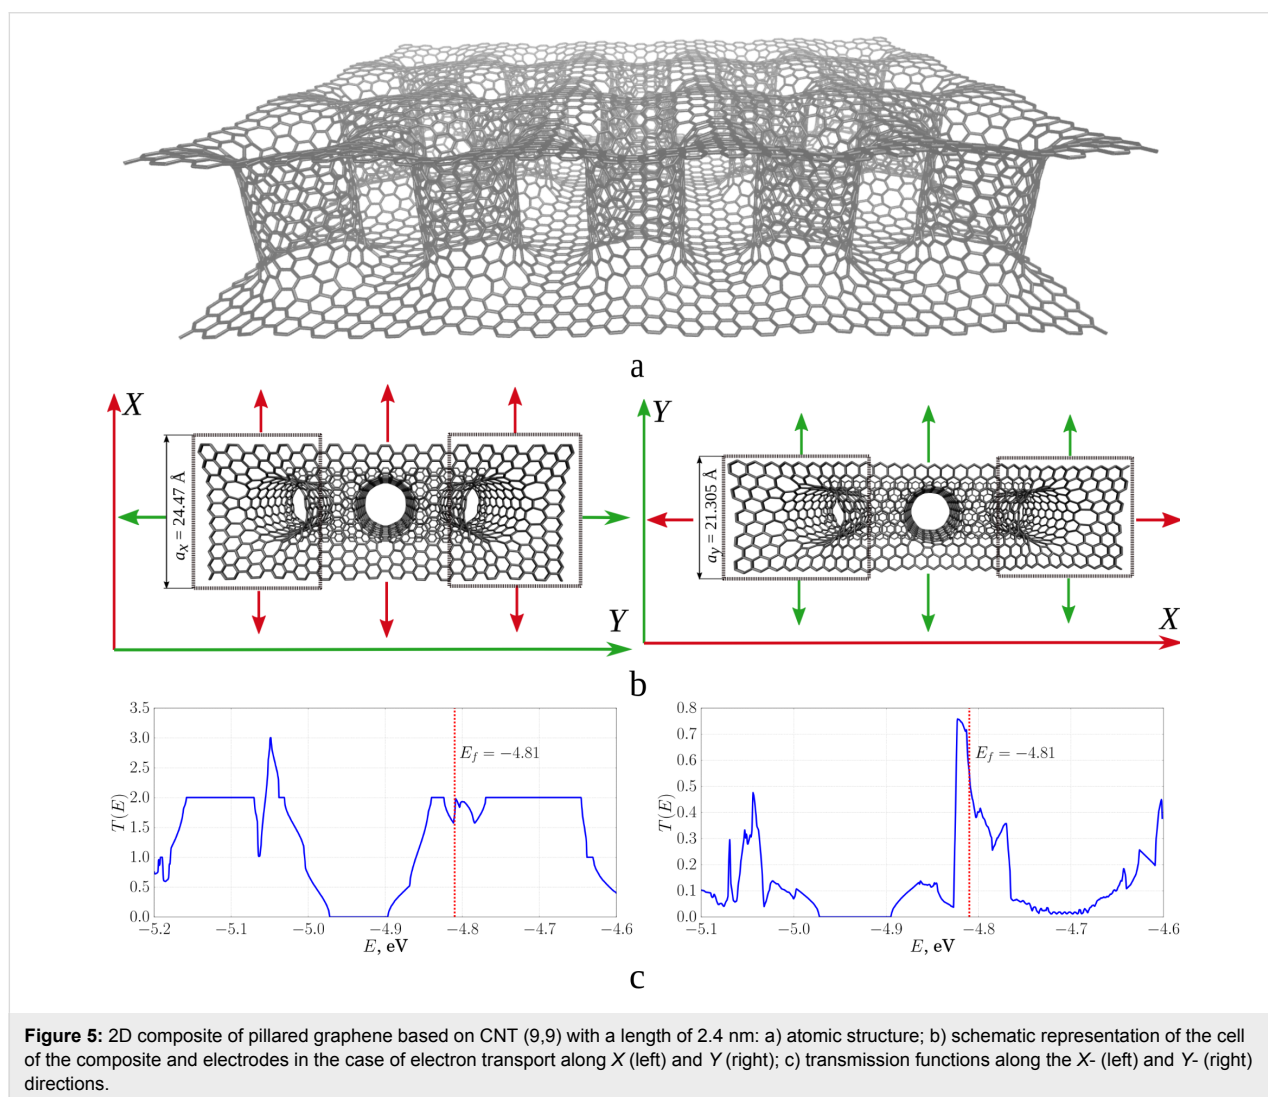 a
X
aₓ = 24.47 Å
Y
Y
a_y = 21.305 Å
X
b
3.5
3.0
2.5
2.0
1.5
1.0
0.5
0.0
T(E)
E_f = −4.81
−5.2 −5.1 −5.0 −4.9 −4.8 −4.7 −4.6
E, eV
0.8
0.7
0.6
0.5
0.4
0.3
0.2
0.1
0.0
T(E)
E_f = −4.81
−5.1 −5.0 −4.9 −4.8 −4.7 −4.6
E, eV
c
Figure 5: 2D composite of pillared graphene based on CNT (9,9) with a length of 2.4 nm: a) atomic structure; b) schematic representation of the cell
of the composite and electrodes in the case of electron transport along X (left) and Y (right); c) transmission functions along the X- (left) and Y- (right)
directions.